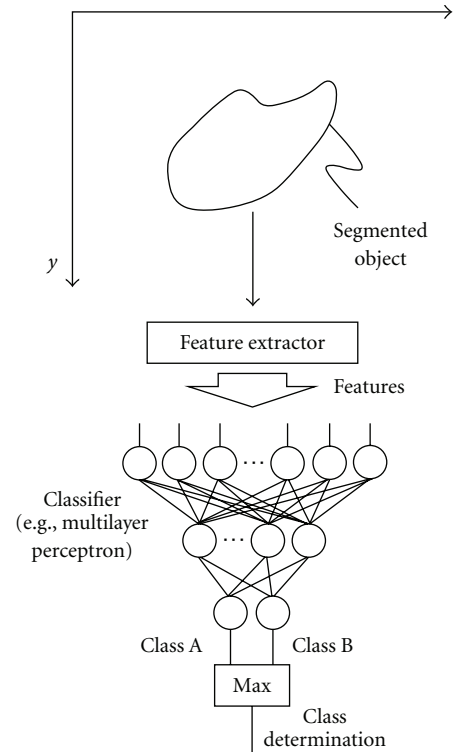 Segmented
object
y
Feature extractor
Features
...
Classifier
(e.g., multilayer
perceptron)
...
Class A
Class B
Max
Class
determination